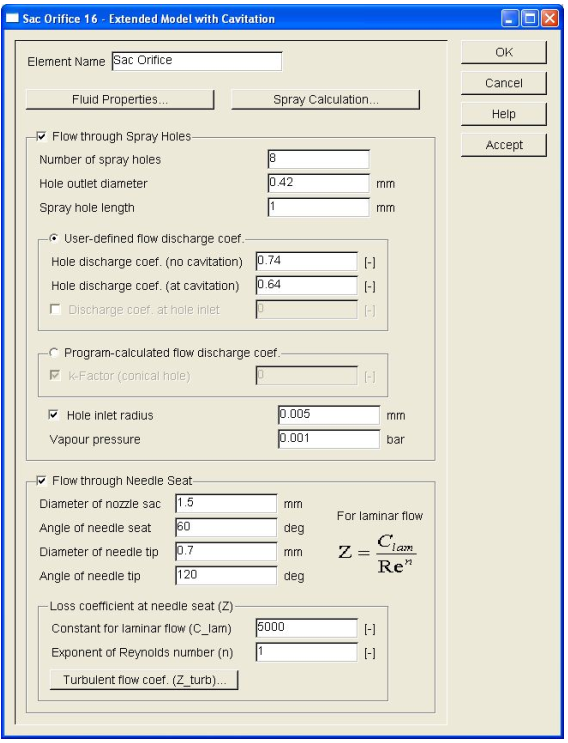 Sac Orifice 16 - Extended Model with Cavitation
OK
Element Name Sac Orifice
Cancel
Fluid Properties... Spray Calculation...
Help
Flow through Spray Holes
Accept
Number of spray holes 8
Hole outlet diameter 0.42 mm
Spray hole length 1 mm
User-defined flow discharge coef.
Hole discharge coef. (no cavitation) 0.74 [-]
Hole discharge coef. (at cavitation) 0.64 [-]
Discharge coef. at hole inlet 0 [-]
Program-calculated flow discharge coef.
k-Factor (conical hole) 0 [-]
Hole inlet radius 0.005 mm
Vapour pressure 0.001 bar
Flow through Needle Seat
Diameter of nozzle sac 1.5 mm
Angle of needle seat 60 deg
Diameter of needle tip 0.7 mm
Angle of needle tip 120 deg
For laminar flow
Z = C_lam / Re^n
Loss coefficient at needle seat (Z)
Constant for laminar flow (C_lam) 5000 [-]
Exponent of Reynolds number (n) 1 [-]
Turbulent flow coef. (Z_turb)...